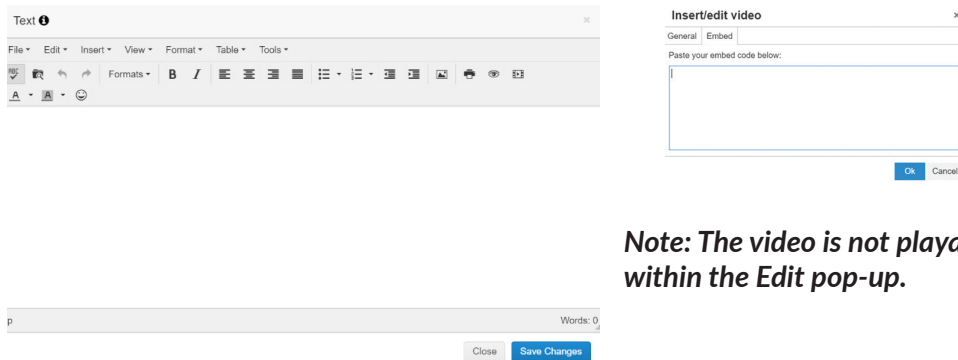 Text
File Edit Insert View Format Table Tools
ABC Formats B I
A A
p Words: 0
Close Save Changes
Insert/edit video
General Embed
Paste your embed code below:
Ok Cancel
Note: The video is not
within the Edit pop-up.